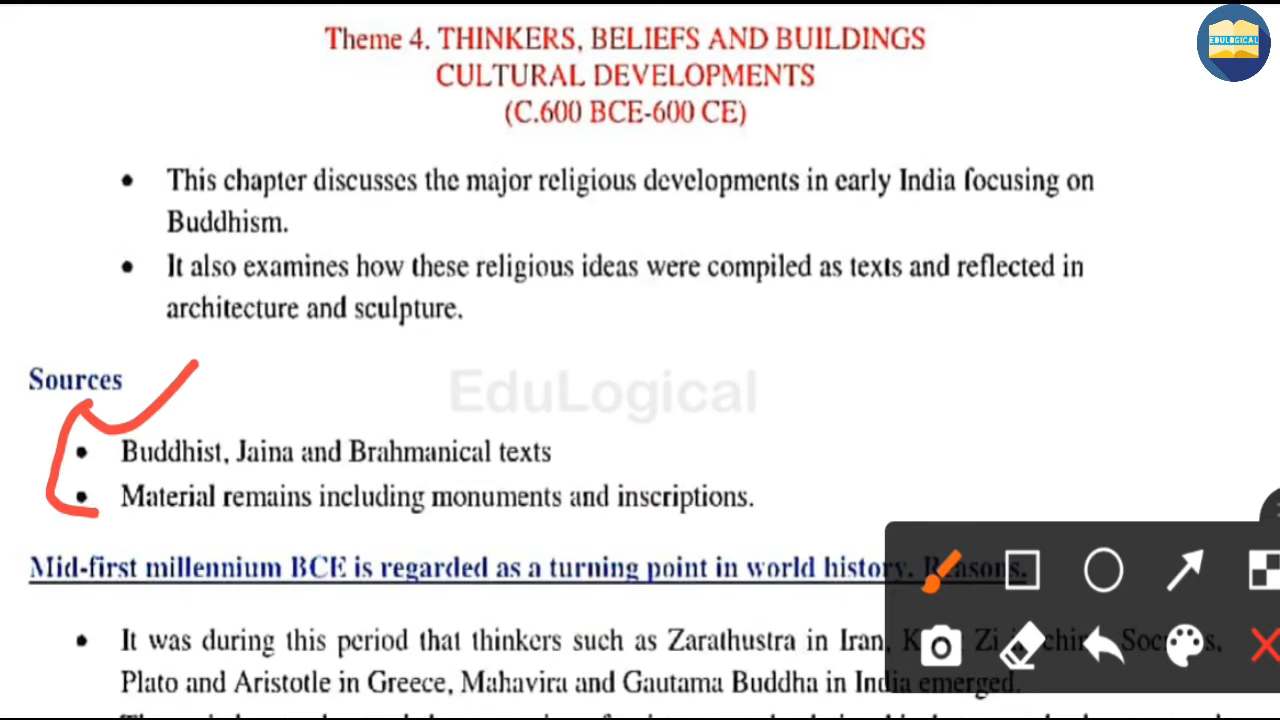 EDULOGICAL
Theme 4. THINKERS, BELIEFS AND BUILDINGS
CULTURAL DEVELOPMENTS
(C.600 BCE-600 CE)
• This chapter discusses the major religious developments in early India focusing on
Buddhism.
• It also examines how these religious ideas were compiled as texts and reflected in
architecture and sculpture.
Sources
EduLogical
• Buddhist, Jaina and Brahmanical texts
• Material remains including monuments and inscriptions.
Mid-first millennium BCE is regarded as a turning point in world history. Reasons.
• It was during this period that thinkers such as Zarathustra in Iran, Zi
Plato and Aristotle in Greece, Mahavira and Gautama Buddha in India emerged.